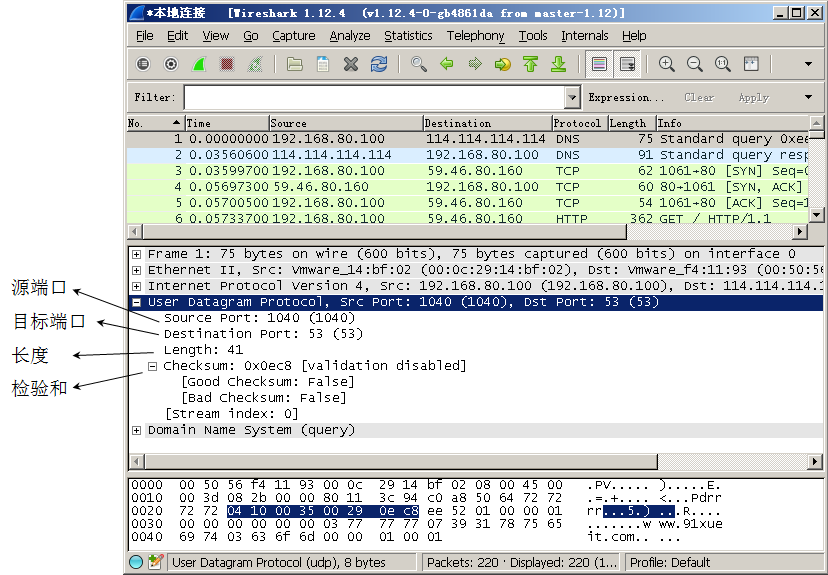 *本地连接 [Wireshark 1.12.4 (v1.12.4-0-gb4861da from master-1.12)]
File Edit View Go Capture Analyze Statistics Telephony Tools Internals Help
Filter: Expression... Clear Apply
No. Time Source Destination Protocol Length Info
1 0.00000000 192.168.80.100 114.114.114.114 DNS 75 Standard query 0xee
2 0.03560600 114.114.114.114 192.168.80.100 DNS 91 Standard query resp
3 0.03599700 192.168.80.100 59.46.80.160 TCP 62 1061→80 [SYN] Seq=0
4 0.05697300 59.46.80.160 192.168.80.100 TCP 60 80→1061 [SYN, ACK]
5 0.05700500 192.168.80.100 59.46.80.160 TCP 54 1061→80 [ACK] Seq=1
6 0.05733700 192.168.80.100 59.46.80.160 HTTP 362 GET / HTTP/1.1
Frame 1: 75 bytes on wire (600 bits), 75 bytes captured (600 bits) on interface 0
Ethernet II, Src: Vmware_14:bf:02 (00:0c:29:14:bf:02), Dst: Vmware_f4:11:93 (00:50:56
Internet Protocol Version 4, Src: 192.168.80.100 (192.168.80.100), Dst: 114.114.114.1
User Datagram Protocol, Src Port: 1040 (1040), Dst Port: 53 (53)
源端口 Source Port: 1040 (1040)
目标端口 Destination Port: 53 (53)
长度 Length: 41
检验和 Checksum: 0x0ec8 [validation disabled]
[Good Checksum: False]
[Bad Checksum: False]
[Stream index: 0]
Domain Name System (query)
0000 00 50 56 f4 11 93 00 0c 29 14 bf 02 08 00 45 00 .PV..... ).....E.
0010 00 3d 08 2b 00 00 80 11 3c 94 c0 a8 50 64 72 72 .=.+.... <...Pdrr
0020 72 72 04 10 00 35 00 29 0e c8 ee 52 01 00 00 01 rr...5.) ...R....
0030 00 00 00 00 00 00 03 77 77 77 07 39 31 78 75 65 .......w ww.91xue
0040 69 74 03 63 6f 6d 00 00 01 00 01 it.com.. ...
User Datagram Protocol (udp), 8 bytes Packets: 220 · Displayed: 220 (1... Profile: Default